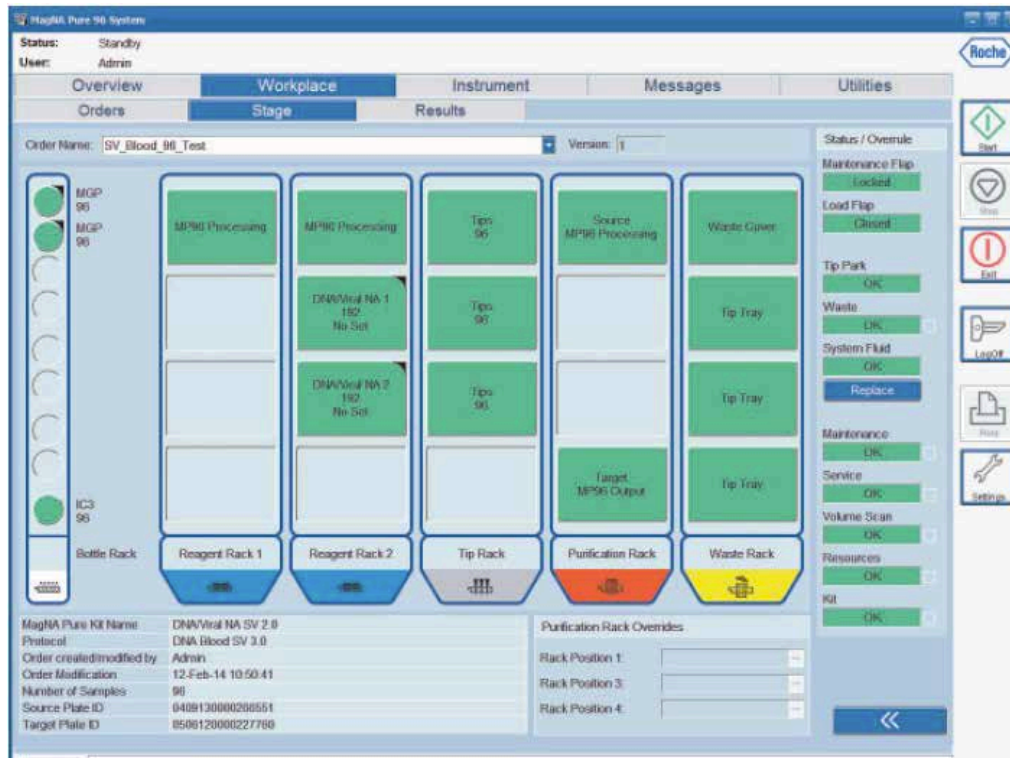 MagNA Pure 96 System
Status: Standby
User: Admin
Roche
Overview Workplace Instrument Messages Utilities
Orders Stage Results
Order Name: SV_Blood_96_Test Version: 1
Status / Overrule
Maintenance Flap
Locked
Load Flap
Closed
Tip Park
OK
Waste
OK
System Fluid
OK
Replace
Maintenance
OK
Service
OK
Volume Scan
OK
Resources
OK
Kit
OK
Start
Stop
Exit
LogOff
Print
Settings
MGP
96
MGP
96
IC3
96
Bottle Rack
MP96 Processing
Reagent Rack 1
MP96 Processing
DNA/Viral NA 1
192
No Set
DNA/Viral NA 2
192
No Set
Reagent Rack 2
Tips
96
Tips
96
Tips
96
Tip Rack
Source
MP96 Processing
Target
MP96 Output
Purification Rack
Waste Cover
Tip Tray
Tip Tray
Tip Tray
Waste Rack
MagNA Pure Kit Name DNA/Viral NA SV 2.0
Protocol DNA Blood SV 3.0
Order created/modified by Admin
Order Modification 12-Feb-14 10:50:41
Number of Samples 96
Source Plate ID
Target Plate ID
Purification Rack Overrides
Rack Position 1:
Rack Position 3:
Rack Position 4: